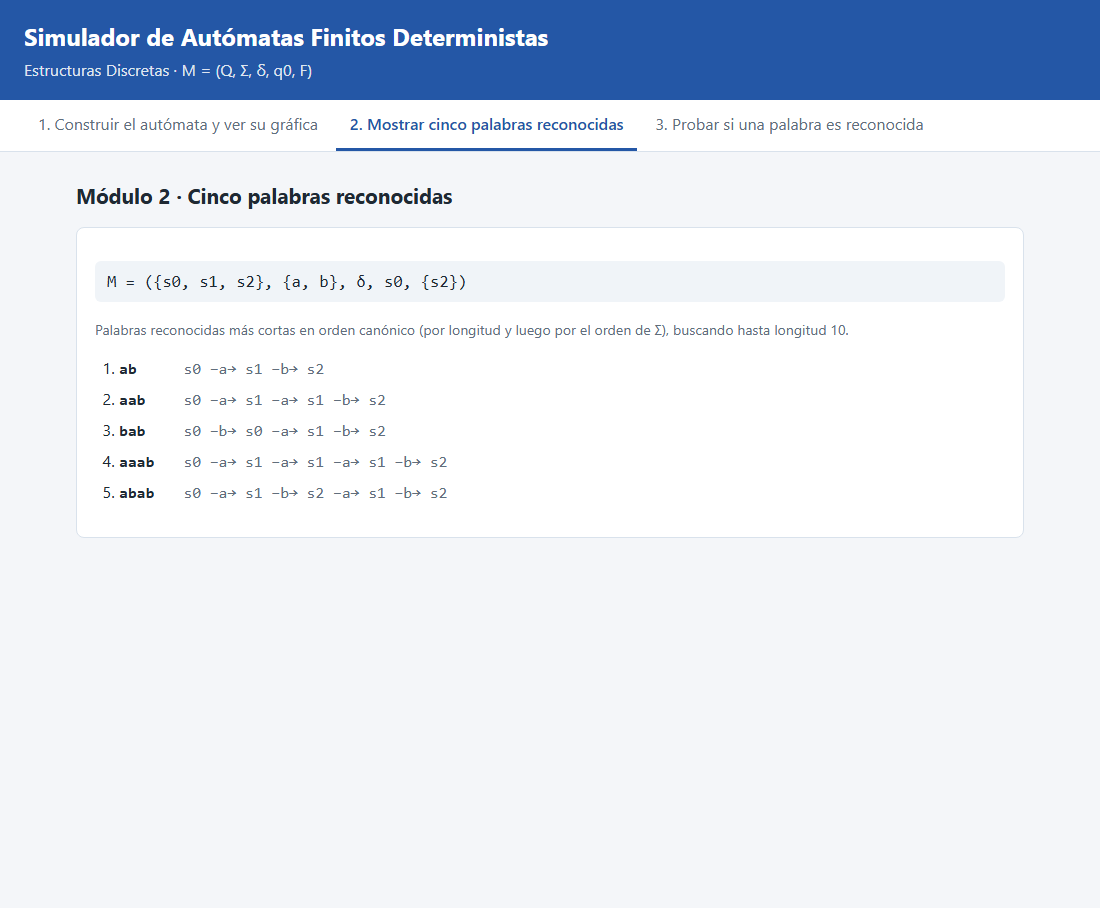 Simulador de Autómatas Finitos Deterministas
Estructuras Discretas · M = (Q, Σ, δ, q0, F)
1. Construir el autómata y ver su gráfica
2. Mostrar cinco palabras reconocidas
3. Probar si una palabra es reconocida
Módulo 2 · Cinco palabras reconocidas
M = ({s0, s1, s2}, {a, b}, δ, s0, {s2})
Palabras reconocidas más cortas en orden canónico (por longitud y luego por el orden de Σ), buscando hasta longitud 10.
1. ab s0 —a→ s1 —b→ s2
2. aab s0 —a→ s1 —a→ s1 —b→ s2
3. bab s0 —b→ s0 —a→ s1 —b→ s2
4. aaab s0 —a→ s1 —a→ s1 —a→ s1 —b→ s2
5. abab s0 —a→ s1 —b→ s2 —a→ s1 —b→ s2